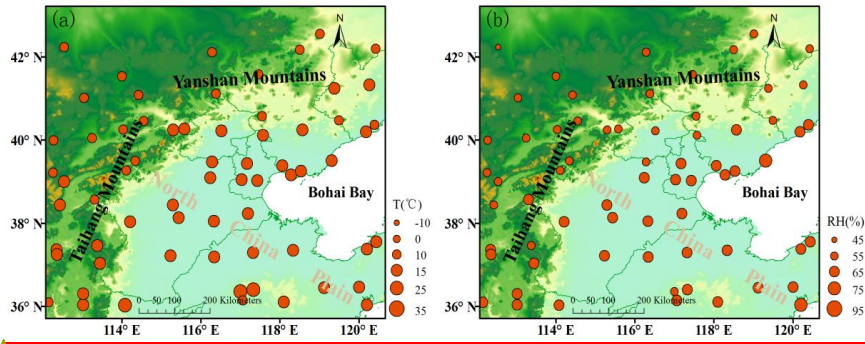 (a)
N
42° N
Yanshan Mountains
40° N
Taihang Mountains
North
China
Plain
Bohai Bay
38° N
T(℃)
-10
0
10
15
25
35
0 50 100 200 Kilometers
36° N
114° E 116° E 118° E 120° E
(b)
N
42° N
Yanshan Mountains
40° N
Taihang Mountains
North
China
Plain
Bohai Bay
38° N
RH(%)
45
55
65
75
95
0 50 100 200 Kilometers
36° N
114° E 116° E 118° E 120° E